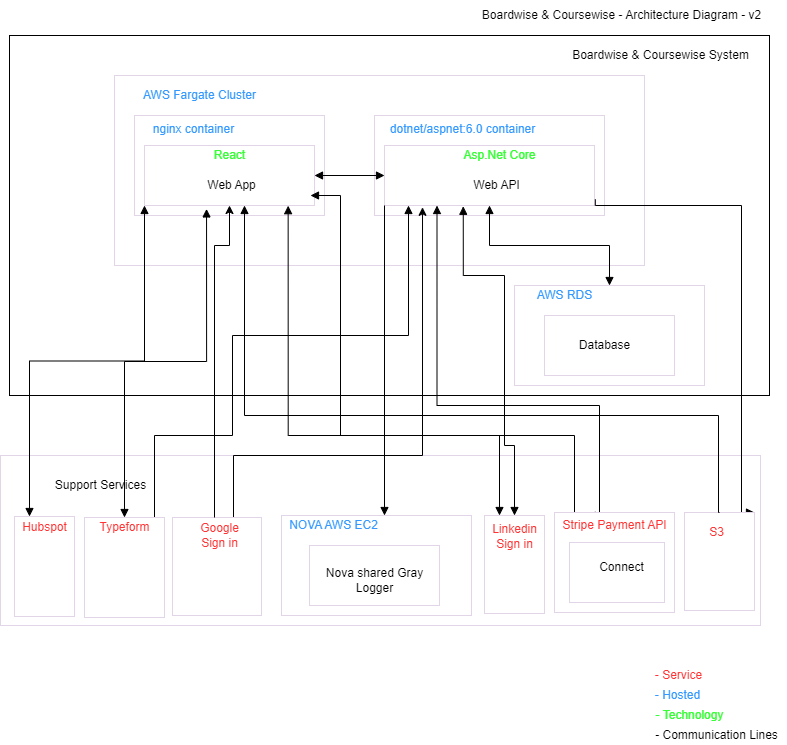 Boardwise & Coursewise - Architecture Diagram - v2
Boardwise & Coursewise System
AWS Fargate Cluster
nginx container
dotnet/aspnet:6.0 container
React
Asp.Net Core
Web App
Web API
AWS RDS
Database
Support Services
Hubspot
Typeform
Google
Sign in
NOVA AWS EC2
Nova shared Gray
Logger
Linkedin
Sign in
Stripe Payment API
Connect
S3
- Service
- Hosted
- Technology
- Communication Lines